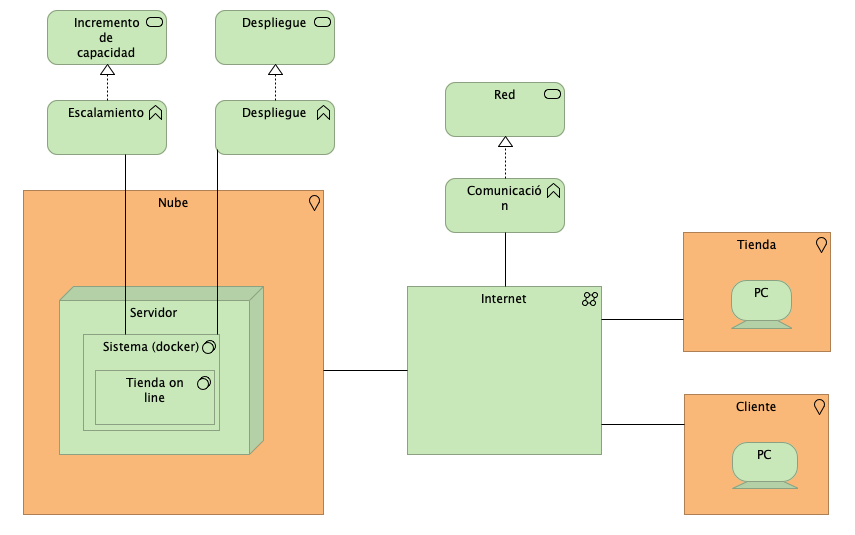 Incremento
de
capacidad
Despliegue
Escalamiento
Despliegue
Red
Comunicació
n
Nube
Servidor
Sistema (docker)
Tienda on
line
Internet
Tienda
PC
Cliente
PC